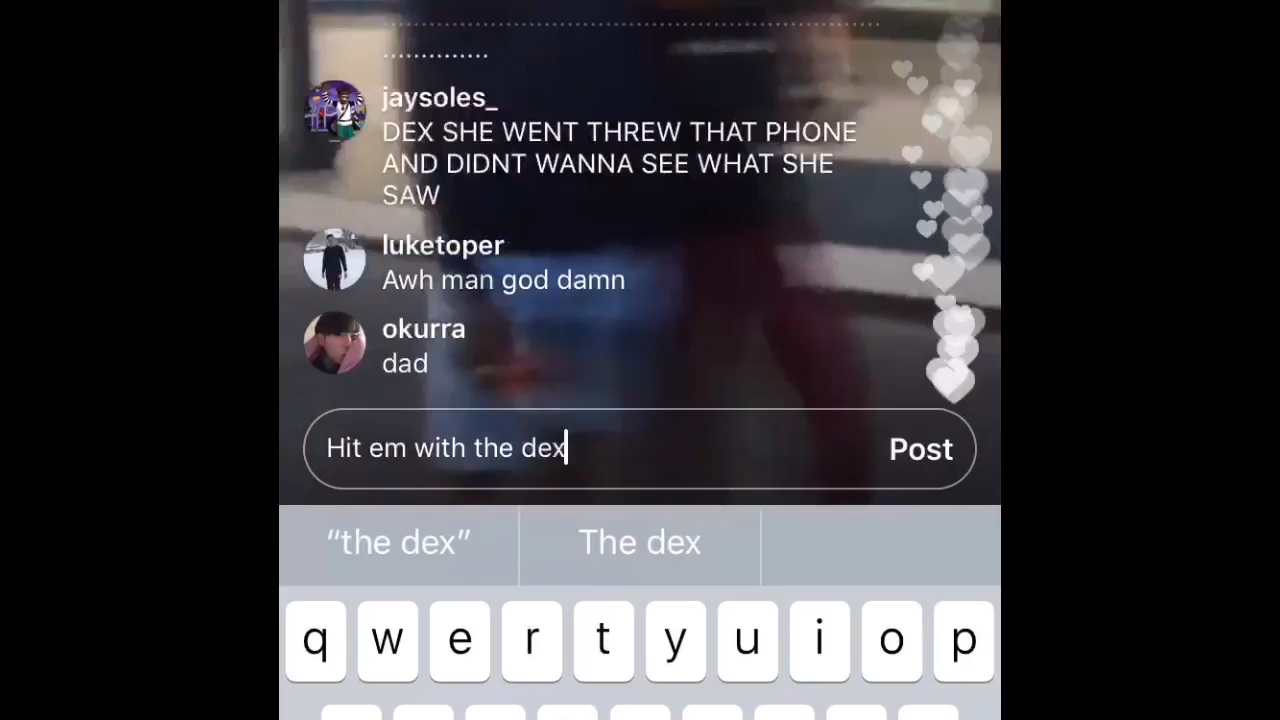 jaysoles_
DEX SHE WENT THREW THAT PHONE
AND DIDNT WANNA SEE WHAT SHE
SAW
luketoper
Awh man god damn
okurra
dad
Hit em with the dex
Post
“the dex”
The dex
q w e r t y u i o p